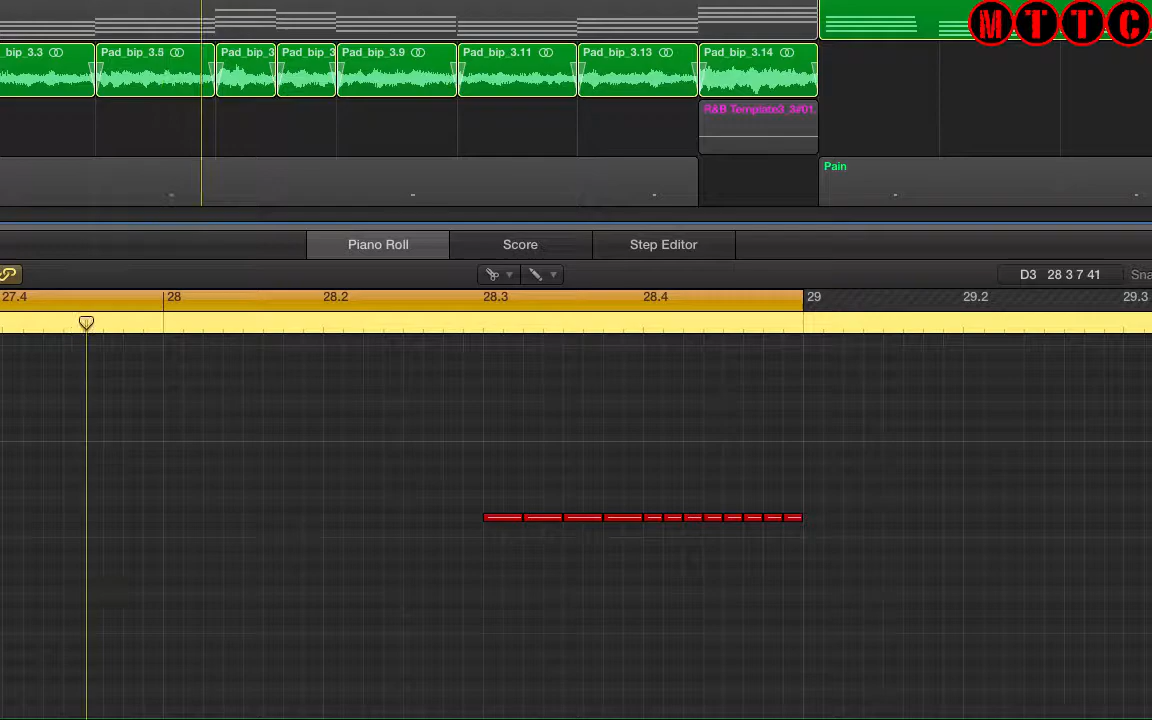 MTTC
_bip_3.3 Pad_bip_3.5 Pad_bip_3 Pad_bip_3 Pad_bip_3.9 Pad_bip_3.11 Pad_bip_3.13 Pad_bip_3.14
R&B Template3_3#01.
Pain
Piano Roll Score Step Editor
D3 28 3 7 41 Sna
27.4 28 28.2 28.3 28.4 29 29.2 29.3